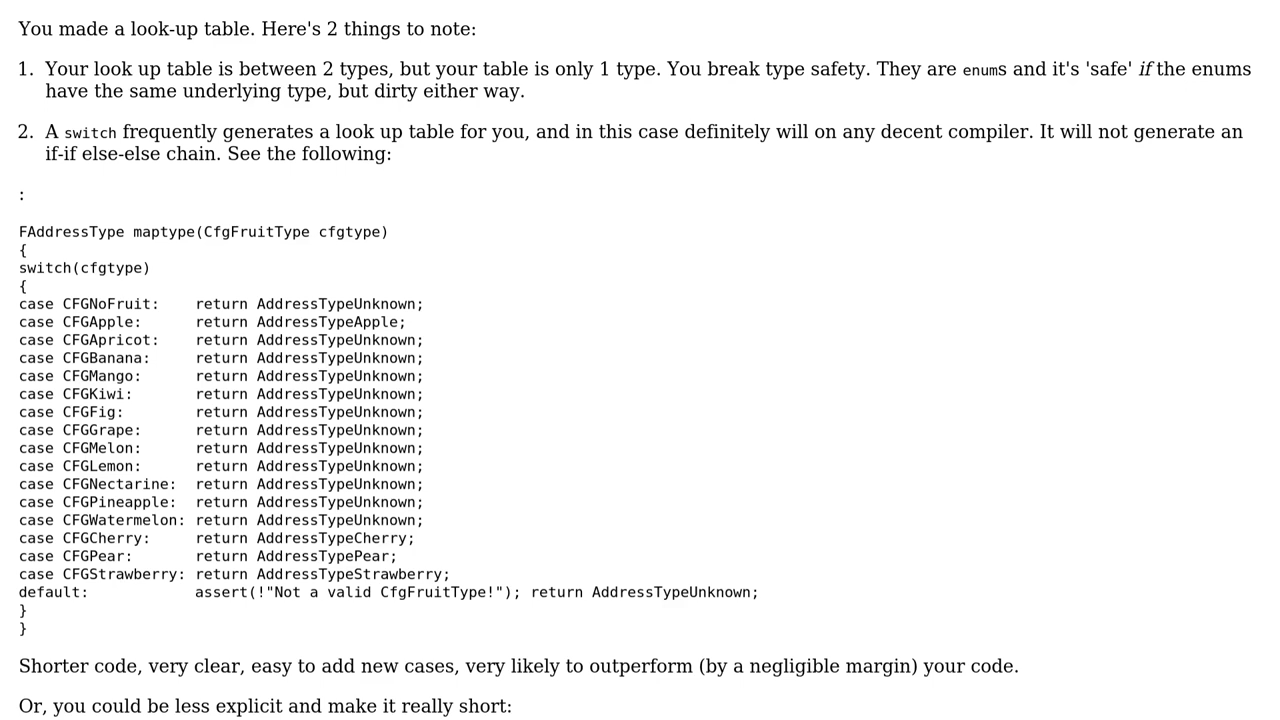 You made a look-up table. Here's 2 things to note:
1. Your look up table is between 2 types, but your table is only 1 type. You break type safety. They are enums and it's 'safe' if the enums
have the same underlying type, but dirty either way.
2. A switch frequently generates a look up table for you, and in this case definitely will on any decent compiler. It will not generate an
if-if else-else chain. See the following:
:
FAddressType maptype(CfgFruitType cfgtype)
{
switch(cfgtype)
{
case CFGNoFruit:    return AddressTypeUnknown;
case CFGApple:      return AddressTypeApple;
case CFGApricot:    return AddressTypeUnknown;
case CFGBanana:     return AddressTypeUnknown;
case CFGMango:      return AddressTypeUnknown;
case CFGKiwi:       return AddressTypeUnknown;
case CFGFig:        return AddressTypeUnknown;
case CFGGrape:      return AddressTypeUnknown;
case CFGMelon:      return AddressTypeUnknown;
case CFGLemon:      return AddressTypeUnknown;
case CFGNectarine:  return AddressTypeUnknown;
case CFGPineapple:  return AddressTypeUnknown;
case CFGWatermelon: return AddressTypeUnknown;
case CFGCherry:     return AddressTypeCherry;
case CFGPear:       return AddressTypePear;
case CFGStrawberry: return AddressTypeStrawberry;
default:            assert(!"Not a valid CfgFruitType!"); return AddressTypeUnknown;
}
}
Shorter code, very clear, easy to add new cases, very likely to outperform (by a negligible margin) your code.
Or, you could be less explicit and make it really short: